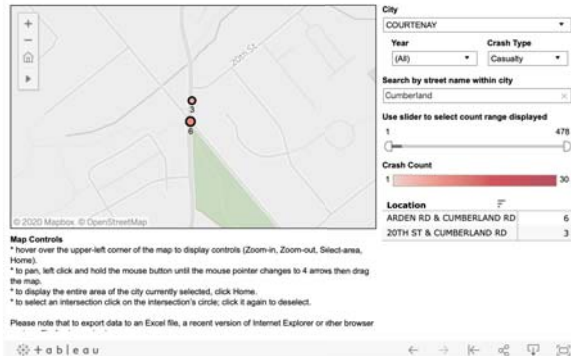 City
COURTENAY
Year
Crash Type
(All)
Casualty
Search by street name within city
Cumberland
Use slider to select count range displayed
1
478
Crash Count
1
30
Location
ARDEN RD & CUMBERLAND RD 6
20TH ST & CUMBERLAND RD 3
20th St
3
6
© 2020 Mapbox © OpenStreetMap
Map Controls
* hover over the upper-left corner of the map to display controls (Zoom-in, Zoom-out, Select-area,
Home).
* to pan, left click and hold the mouse button until the mouse pointer changes to 4 arrows then drag
the map.
* to display the entire area of the city currently selected, click Home.
* to select an intersection click on the intersection's circle; click it again to deselect.
Please note that to export data to an Excel file, a recent version of Internet Explorer or other browser
+ableau